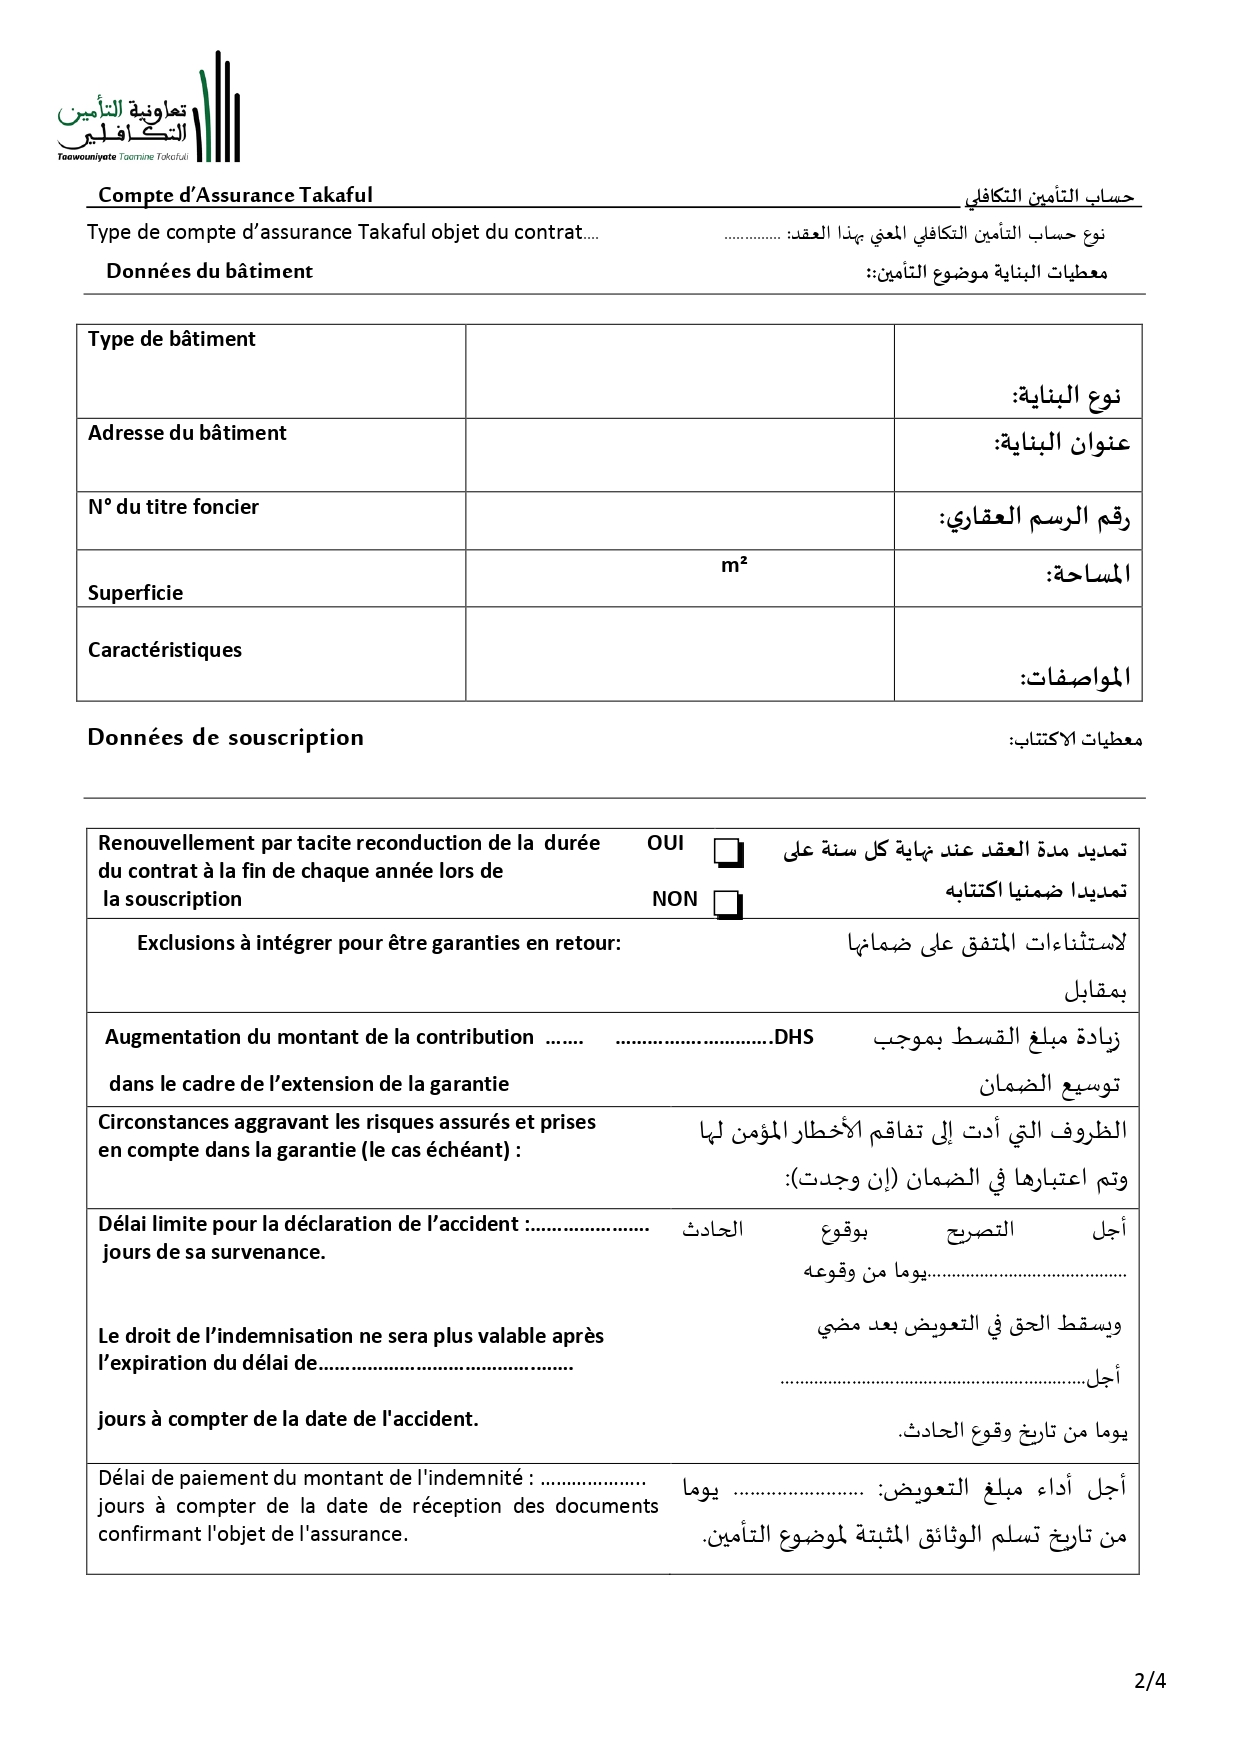 تعاونية التأمين
التكافلي
Taawouniyate Taamine Takafuli
Compte d’Assurance Takaful حساب التأمين التكافلي
Type de compte d’assurance Takaful objet du contrat.... نوع حساب التأمين التكافلي المعني بهذا العقد: .............
Données du bâtiment معطيات البناية موضوع التأمين::
Type de bâtiment
نوع البناية:
Adresse du bâtiment عنوان البناية:
N° du titre foncier رقم الرسم العقاري:
m² المساحة:
Superficie
Caractéristiques
المواصفات:
Données de souscription معطيات الاكتتاب:
Renouvellement par tacite reconduction de la durée OUI ❑ تمديد مدة العقد عند نهاية كل سنة على
du contrat à la fin de chaque année lors de
la souscription NON ❑ تمديدا ضمنيا اكتتابه
Exclusions à intégrer pour être garanties en retour: لاستثناءات المتفق على ضمانها
بمقابل
Augmentation du montant de la contribution ....... .............................DHS زيادة مبلغ القسط بموجب
dans le cadre de l’extension de la garantie توسيع الضمان
Circonstances aggravant les risques assurés et prises الظروف التي أدت إلى تفاقم الأخطار المؤمن لها
en compte dans la garantie (le cas échéant) : وتم اعتبارها في الضمان (إن وجدت):
Délai limite pour la déclaration de l’accident :...................... أجل التصريح بوقوع الحادث
jours de sa survenance. ..........................................يوما من وقوعه
ويسقط الحق في التعويض بعد مضي
Le droit de l’indemnisation ne sera plus valable après
l’expiration du délai de............................................... أجل................................................................
jours à compter de la date de l'accident. يوما من تاريخ وقوع الحادث.
Délai de paiement du montant de l'indemnité : .................... أجل أداء مبلغ التعويض: ........................ يوما
jours à compter de la date de réception des documents
confirmant l'objet de l'assurance. من تاريخ تسلم الوثائق المثبتة لموضوع التأمين.
2/4